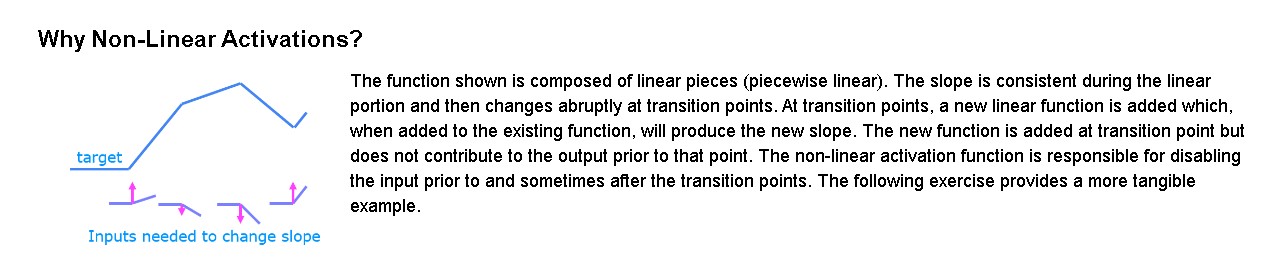 Why Non-Linear Activations?
target
Inputs needed to change slope
The function shown is composed of linear pieces (piecewise linear). The slope is consistent during the linear
portion and then changes abruptly at transition points. At transition points, a new linear function is added which,
when added to the existing function, will produce the new slope. The new function is added at transition point but
does not contribute to the output prior to that point. The non-linear activation function is responsible for disabling
the input prior to and sometimes after the transition points. The following exercise provides a more tangible
example.